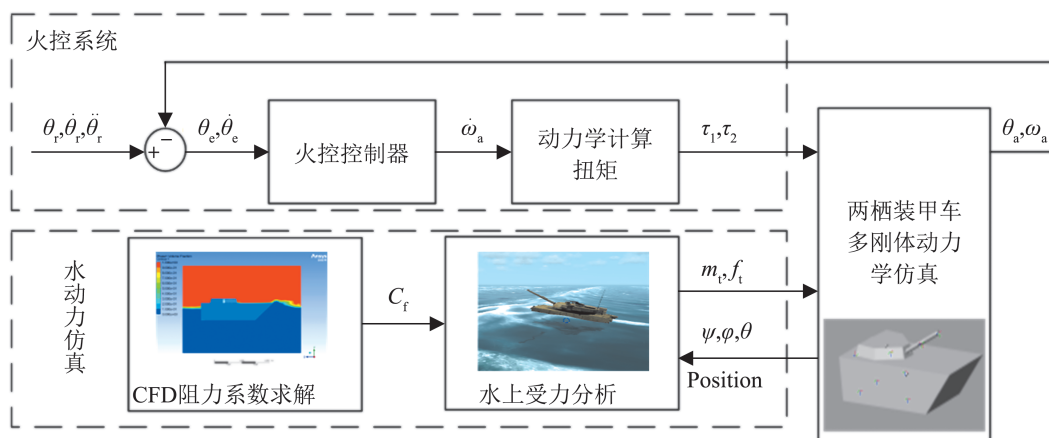 火控系统
θr,θ̇r,θ̈r
+
−
θe,θ̇e
火控控制器
ω̇a
动力学计算
扭矩
τ1,τ2
θa,ωa
两栖装甲车
多刚体动力
学仿真
水动力仿真
CFD阻力系数求解
Cf
水上受力分析
mt,ft
ψ,φ,θ
Position